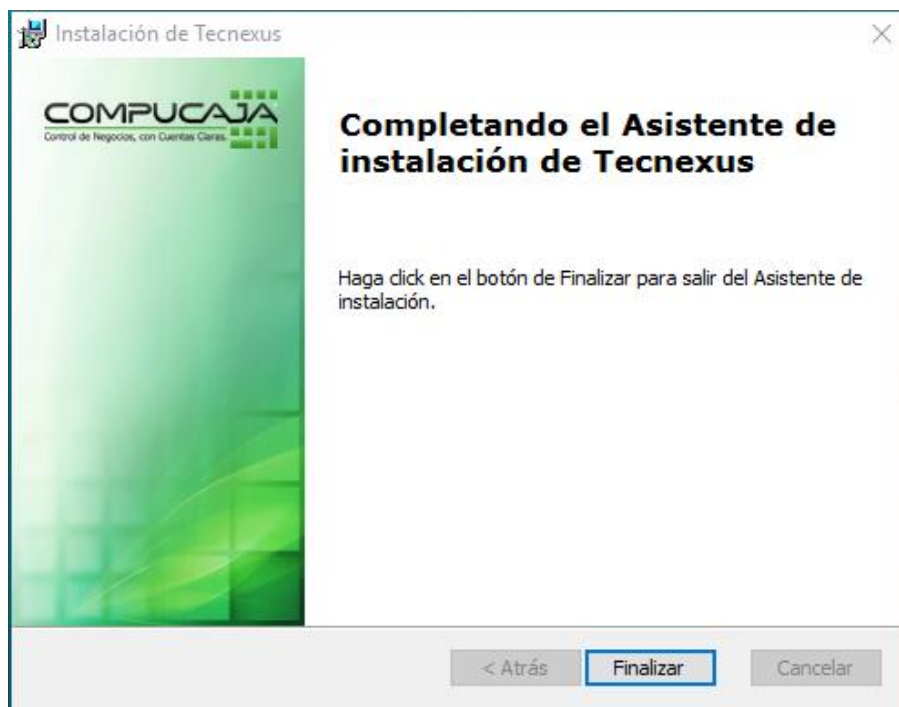 Instalación de Tecnexus
COMPUCAJA
Control de Negocios, con Cuentas Claras.
Completando el Asistente de
instalación de Tecnexus
Haga click en el botón de Finalizar para salir del Asistente de
instalación.
< Atrás
Finalizar
Cancelar